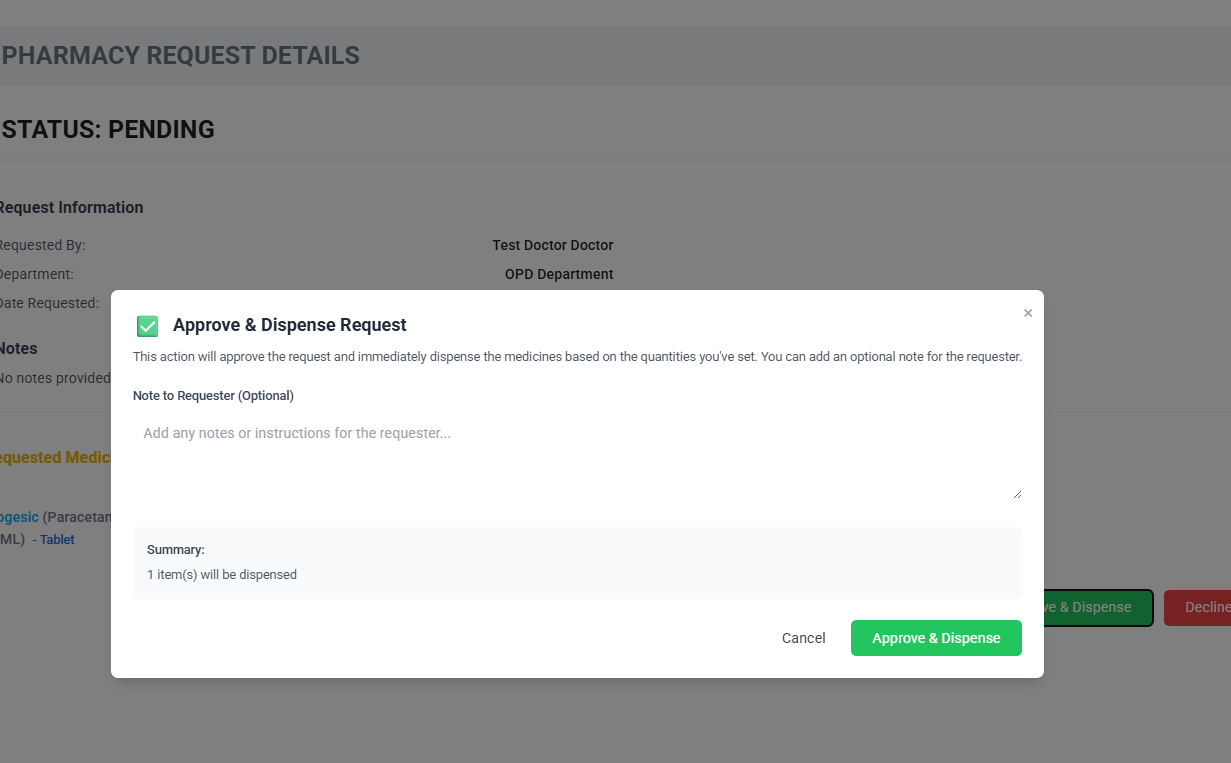 PHARMACY REQUEST DETAILS
STATUS: PENDING
Request Information
Requested By: Test Doctor Doctor
Department: OPD Department
Date Requested:
Notes
No notes provided
✅ Approve & Dispense Request
×
This action will approve the request and immediately dispense the medicines based on the quantities you've set. You can add an optional note for the requester.
Note to Requester (Optional)
Add any notes or instructions for the requester...
Summary:
1 item(s) will be dispensed
Cancel
Approve & Dispense
equested Medic
ogesic (Paracetan
ML) - Tablet
ve & Dispense
Decline